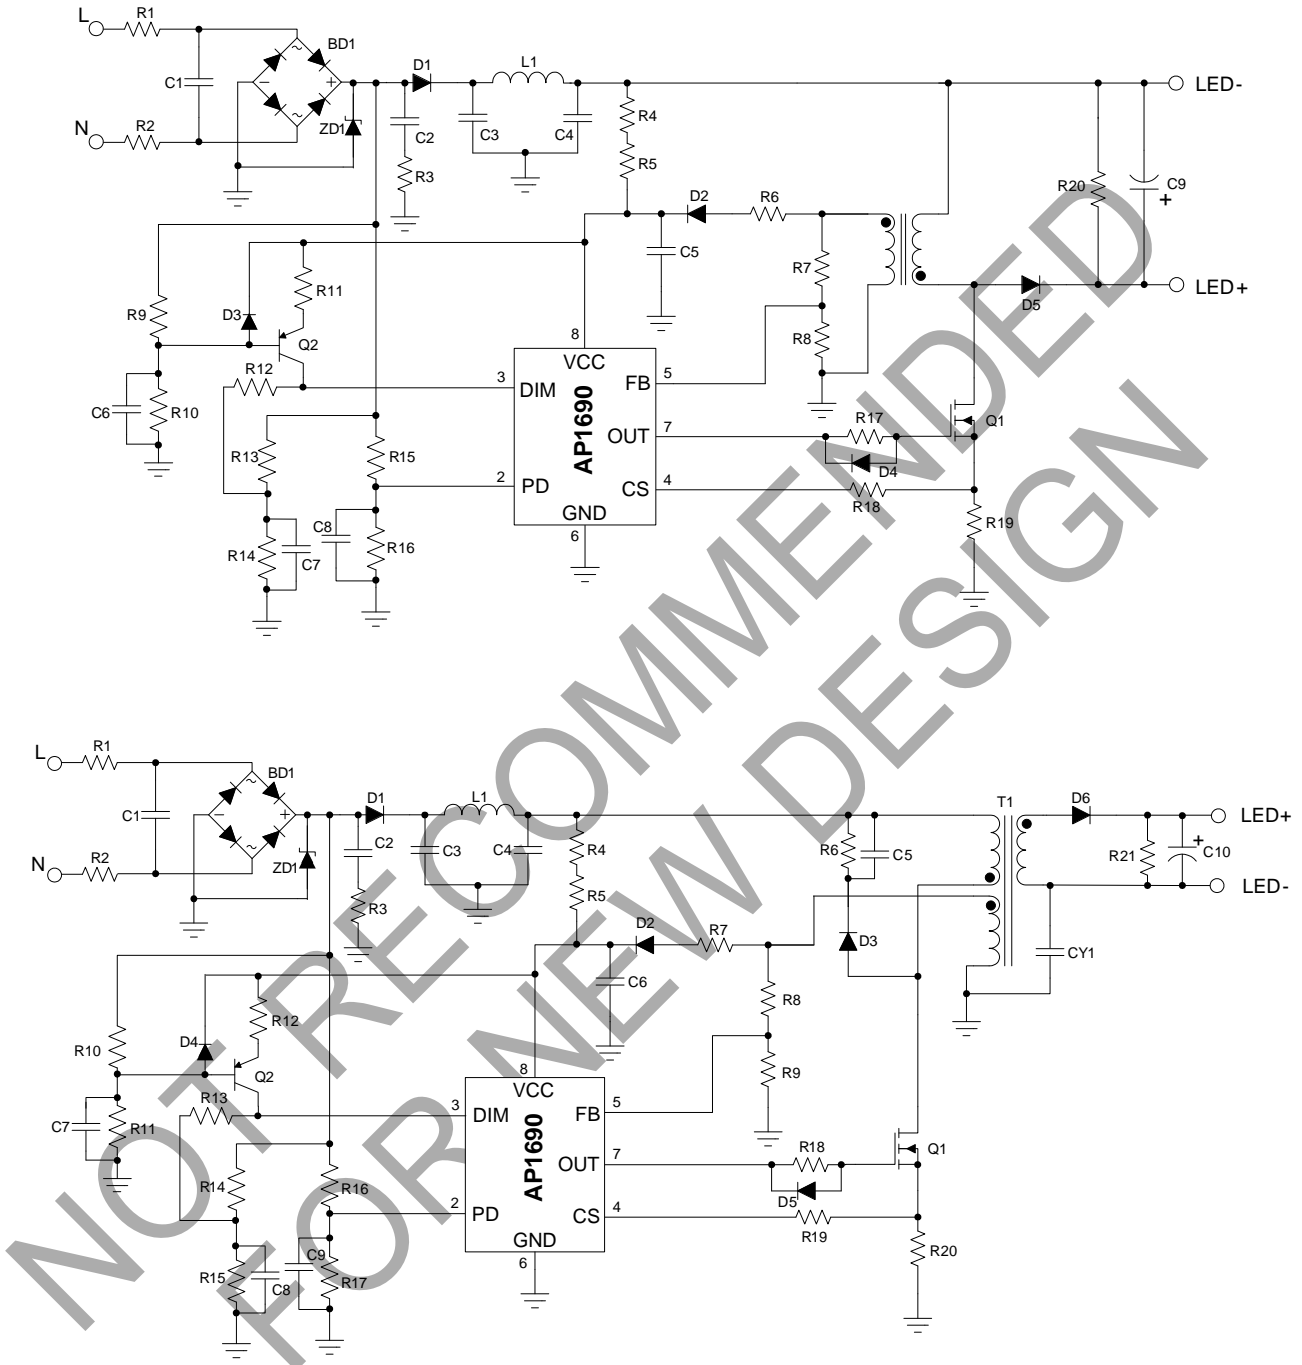 L
R1
BD1
~
C1
−
+
~
N
R2
ZD1
D1
L1
C2
C3
C4
R3
R4
R5
LED-
R20
C9
+
D2
R6
C5
R7
R8
D5
LED+
R9
D3
R11
Q2
C6
R10
R12
R13
R14
C7
R15
C8
R16
8
VCC
3
DIM
FB
5
AP1690
OUT
7
2
PD
CS
4
GND
6
R17
D4
Q1
R18
R19
L
R1
BD1
~
C1
−
+
~
N
R2
ZD1
D1
L1
C2
C3
C4
R3
R4
R5
R6
C5
T1
D6
LED+
R21
+
C10
LED-
D2
R7
C6
D3
CY1
R8
R9
R10
D4
R12
Q2
C7
R11
R13
R14
R15
C8
R16
C9
R17
8
VCC
3
DIM
FB
5
AP1690
OUT
7
2
PD
CS
4
GND
6
R18
D5
Q1
R19
R20
NOT RECOMMENDED
FOR NEW DESIGN